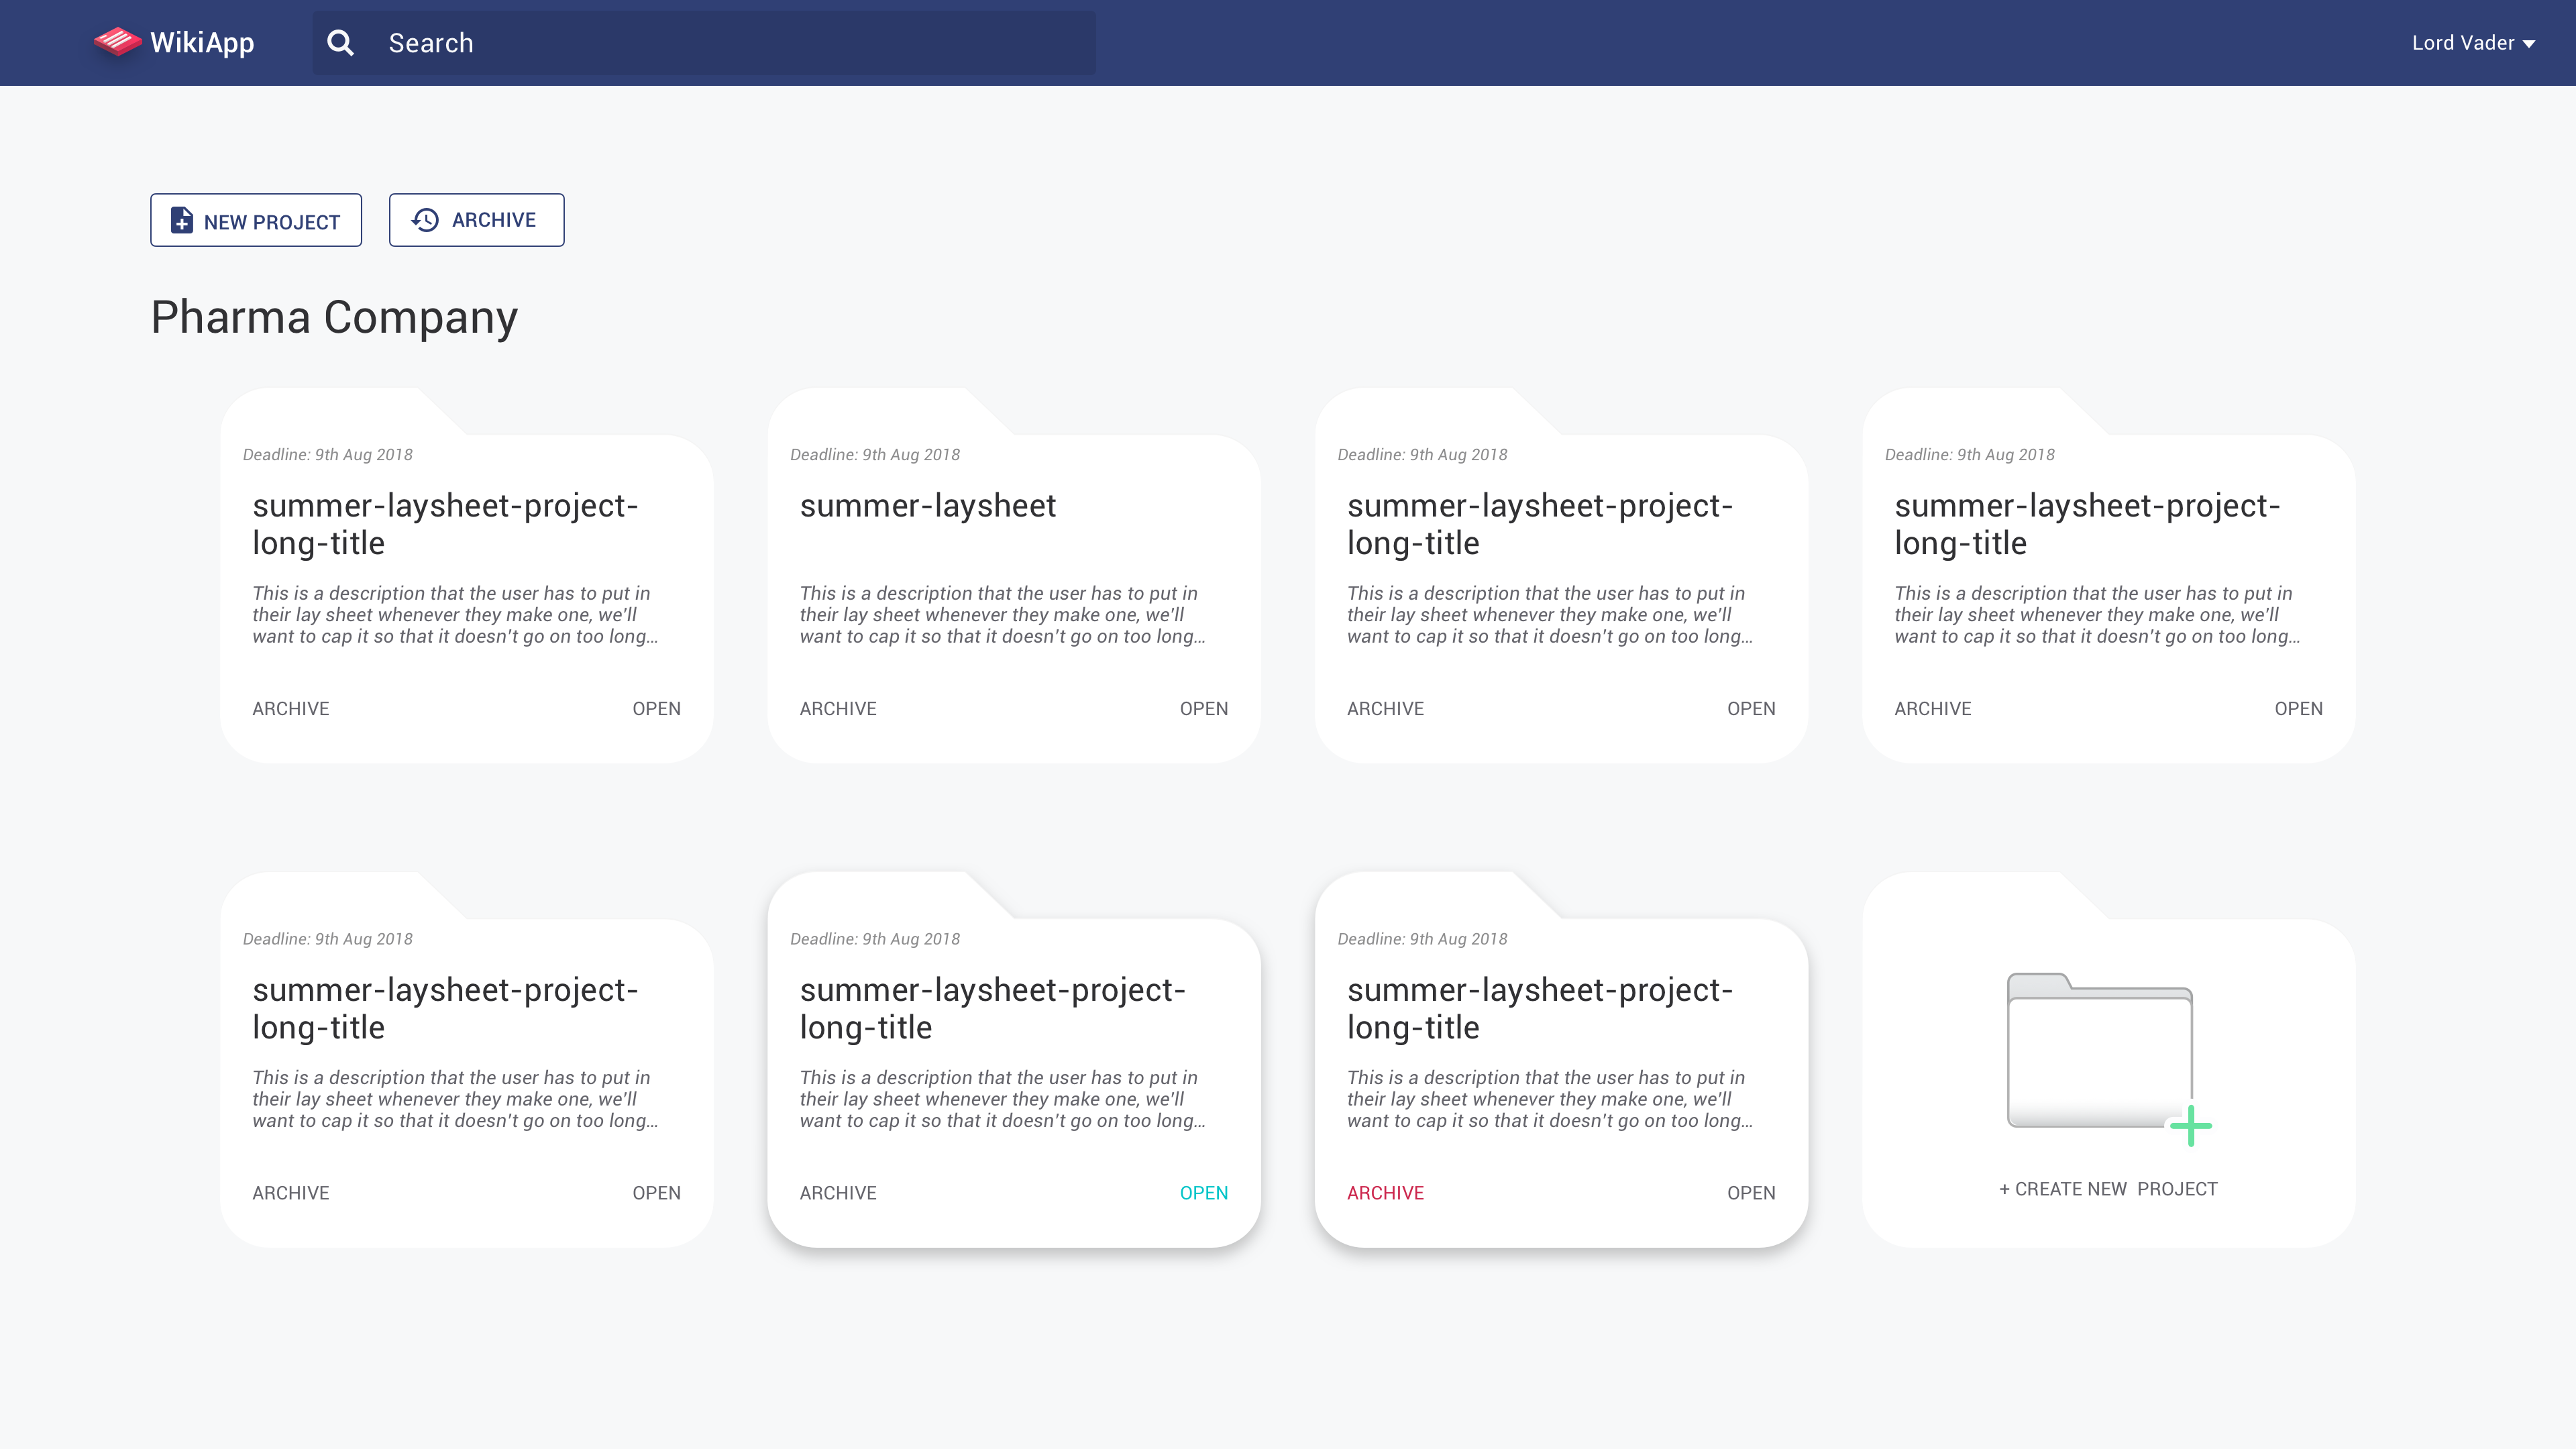 WikiApp
Search
Lord Vader
NEW PROJECT
ARCHIVE
Pharma Company
Deadline: 9th Aug 2018
summer-laysheet-project-
long-title
This is a description that the user has to put in
their lay sheet whenever they make one, we'll
want to cap it so that it doesn't go on too long...
ARCHIVE
OPEN
Deadline: 9th Aug 2018
summer-laysheet
This is a description that the user has to put in
their lay sheet whenever they make one, we'll
want to cap it so that it doesn't go on too long...
ARCHIVE
OPEN
Deadline: 9th Aug 2018
summer-laysheet-project-
long-title
This is a description that the user has to put in
their lay sheet whenever they make one, we'll
want to cap it so that it doesn't go on too long...
ARCHIVE
OPEN
Deadline: 9th Aug 2018
summer-laysheet-project-
long-title
This is a description that the user has to put in
their lay sheet whenever they make one, we'll
want to cap it so that it doesn't go on too long...
ARCHIVE
OPEN
Deadline: 9th Aug 2018
summer-laysheet-project-
long-title
This is a description that the user has to put in
their lay sheet whenever they make one, we'll
want to cap it so that it doesn't go on too long...
ARCHIVE
OPEN
Deadline: 9th Aug 2018
summer-laysheet-project-
long-title
This is a description that the user has to put in
their lay sheet whenever they make one, we'll
want to cap it so that it doesn't go on too long...
ARCHIVE
OPEN
Deadline: 9th Aug 2018
summer-laysheet-project-
long-title
This is a description that the user has to put in
their lay sheet whenever they make one, we'll
want to cap it so that it doesn't go on too long...
ARCHIVE
OPEN
+ CREATE NEW  PROJECT